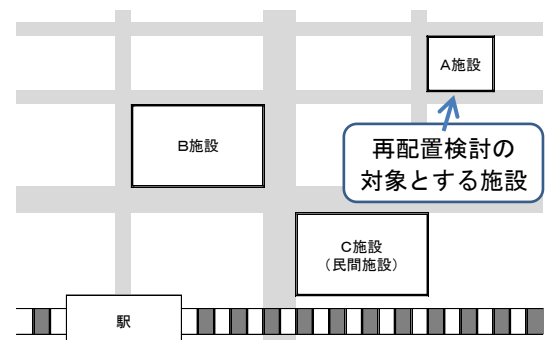 A施設
B施設
再配置検討の
対象とする施設
C施設
（民間施設）
駅